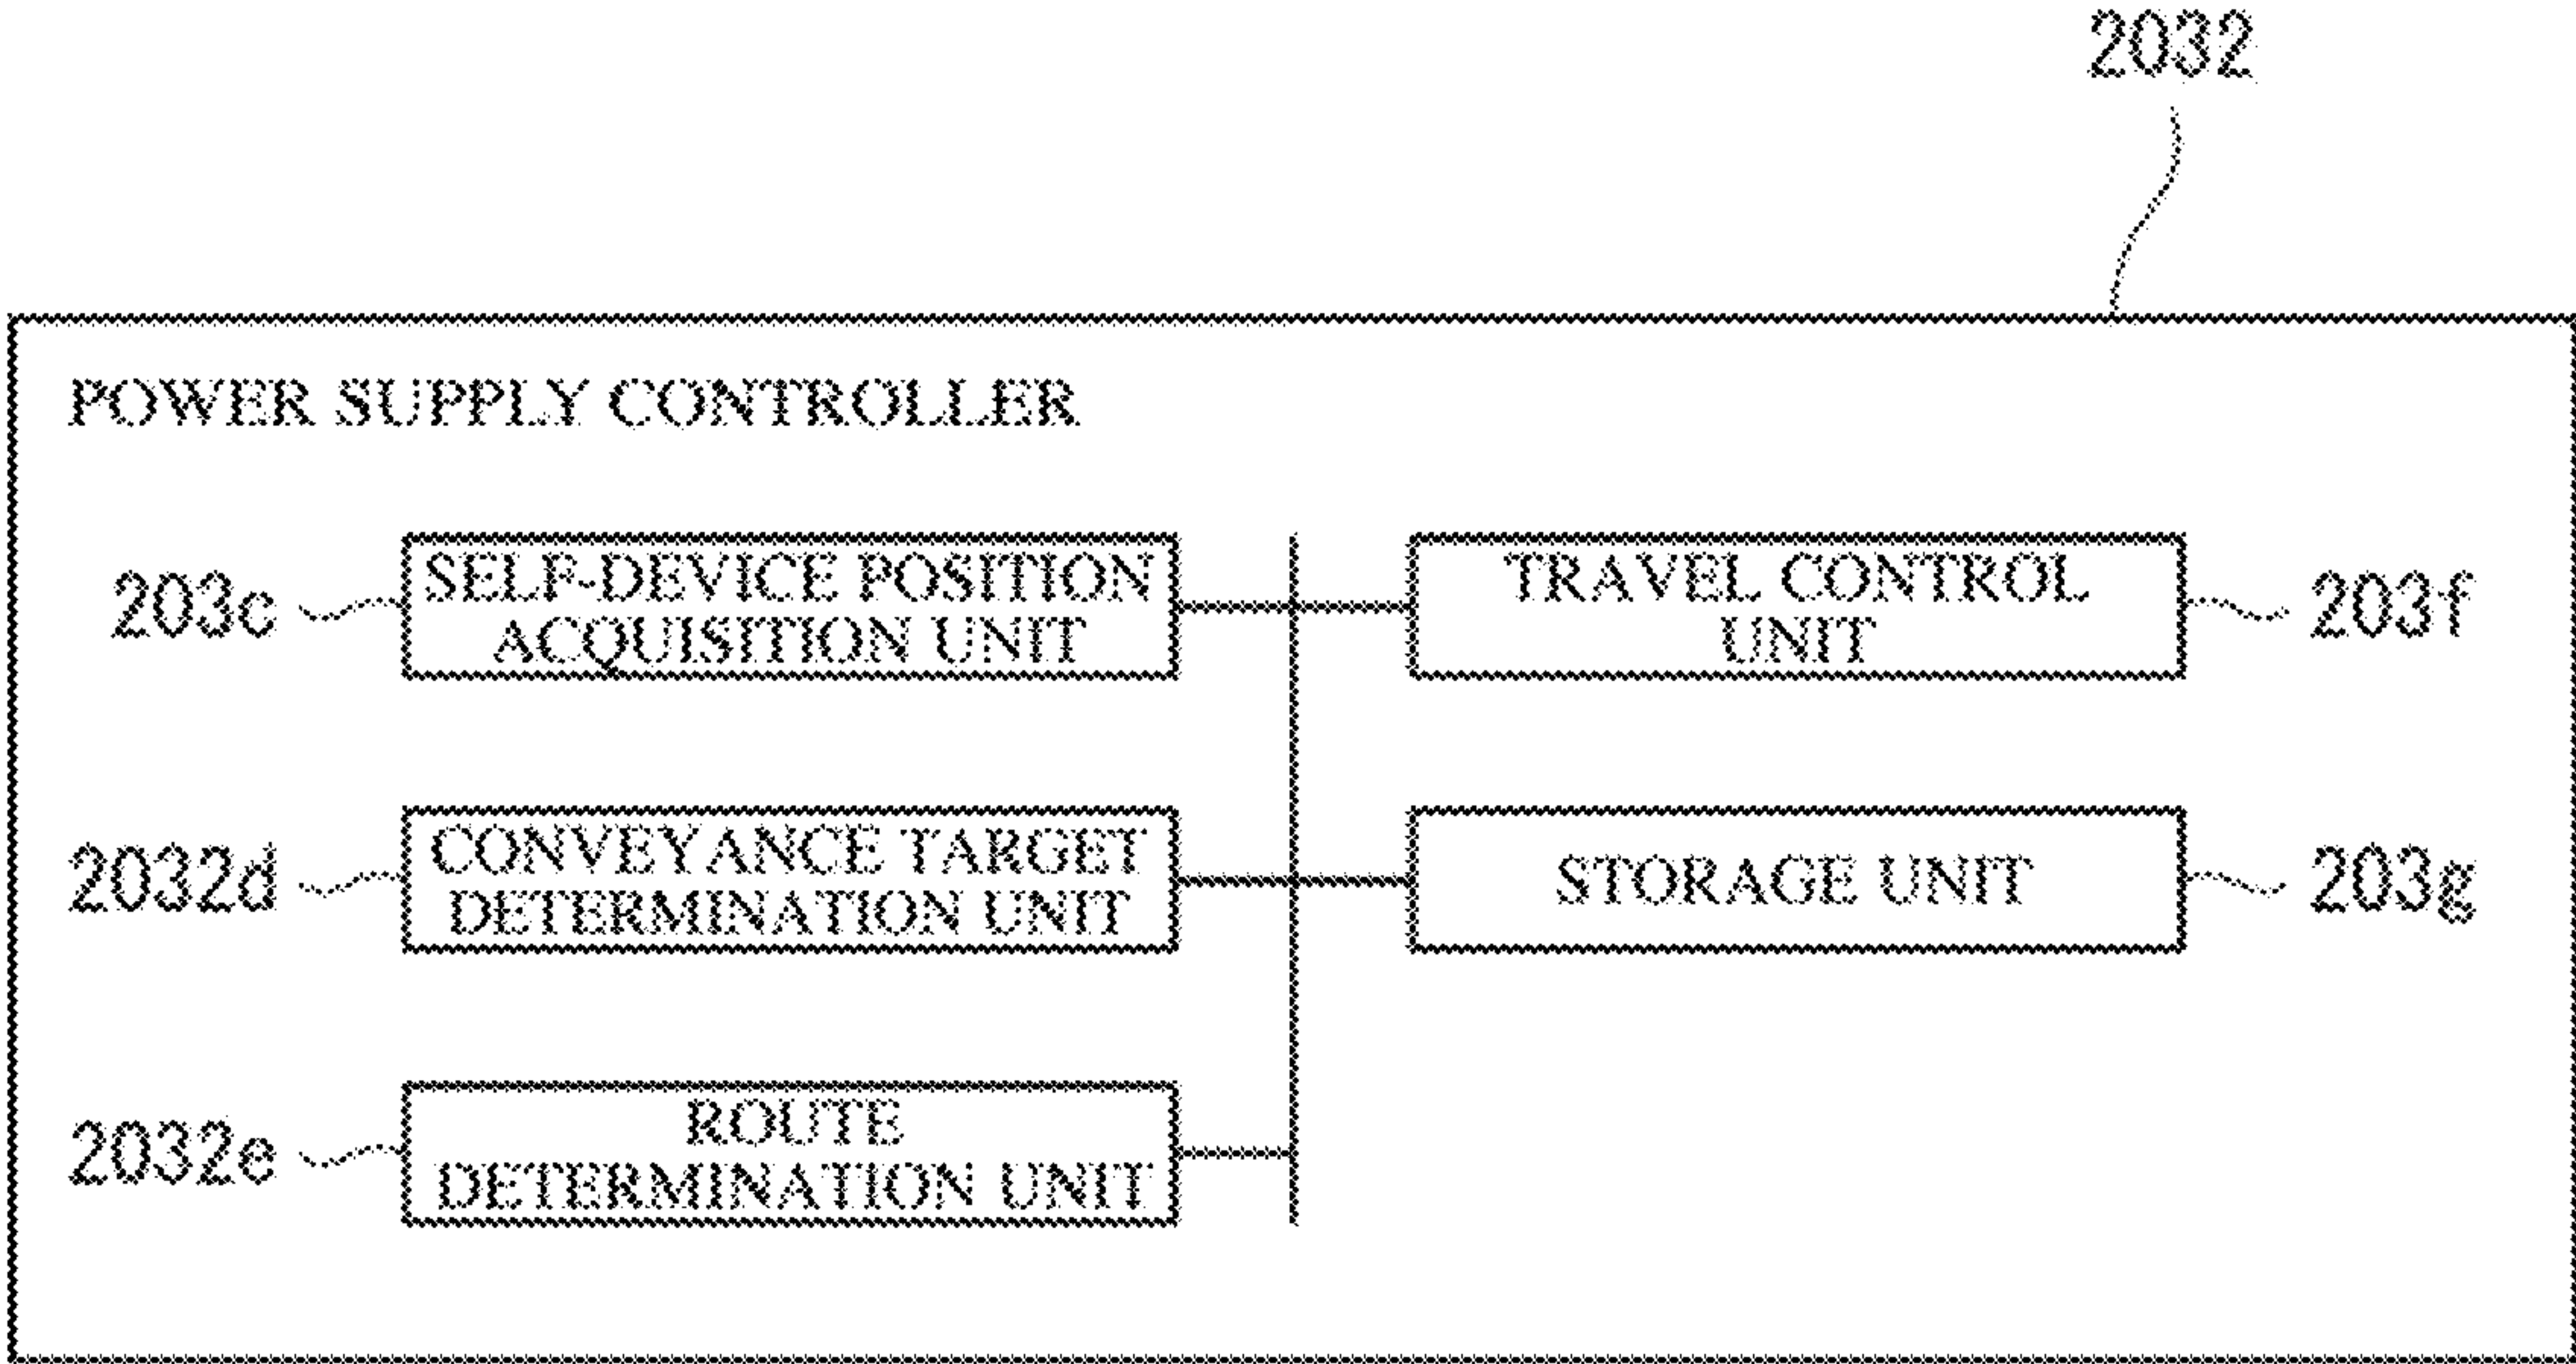 2032
POWER SUPPLY CONTROLLER
203c
SELF-DEVICE POSITION
ACQUISITION UNIT
TRAVEL CONTROL
UNIT
203f
2032d
CONVEYANCE TARGET
DETERMINATION UNIT
STORAGE UNIT
203g
2032e
ROUTE
DETERMINATION UNIT